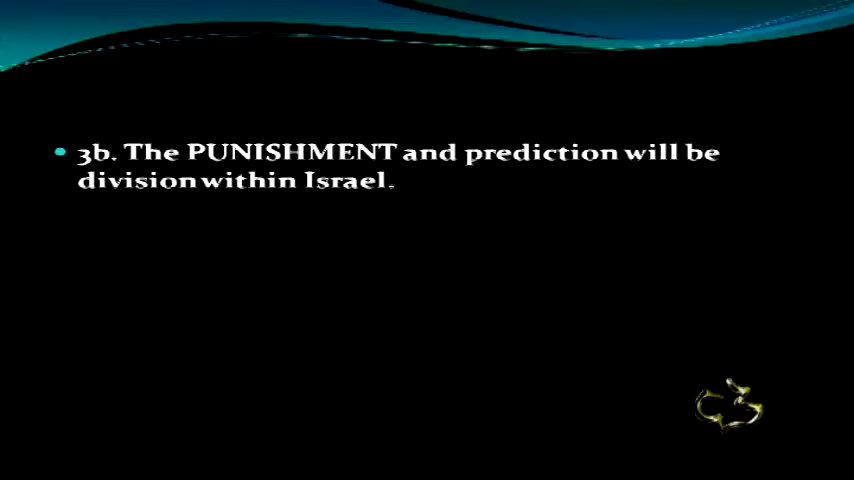 • 3b. The PUNISHMENT and prediction will be
division within Israel.